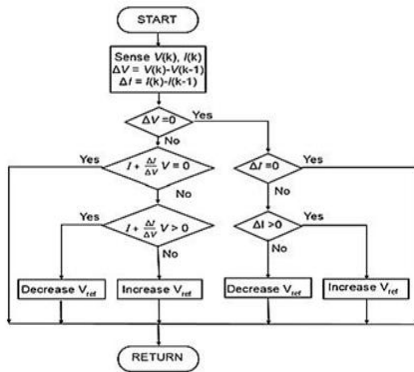 START
Sense V(k), I(k)
ΔV = V(k)-V(k-1)
ΔI = I(k)-I(k-1)
ΔV =0
Yes
No
Yes
I + ΔI/ΔV V = 0
ΔI=0
Yes
No
No
I + ΔI/ΔV V > 0
ΔI >0
Yes
Yes
No
No
Decrease Vref
Increase Vref
Decrease Vref
Increase Vref
RETURN